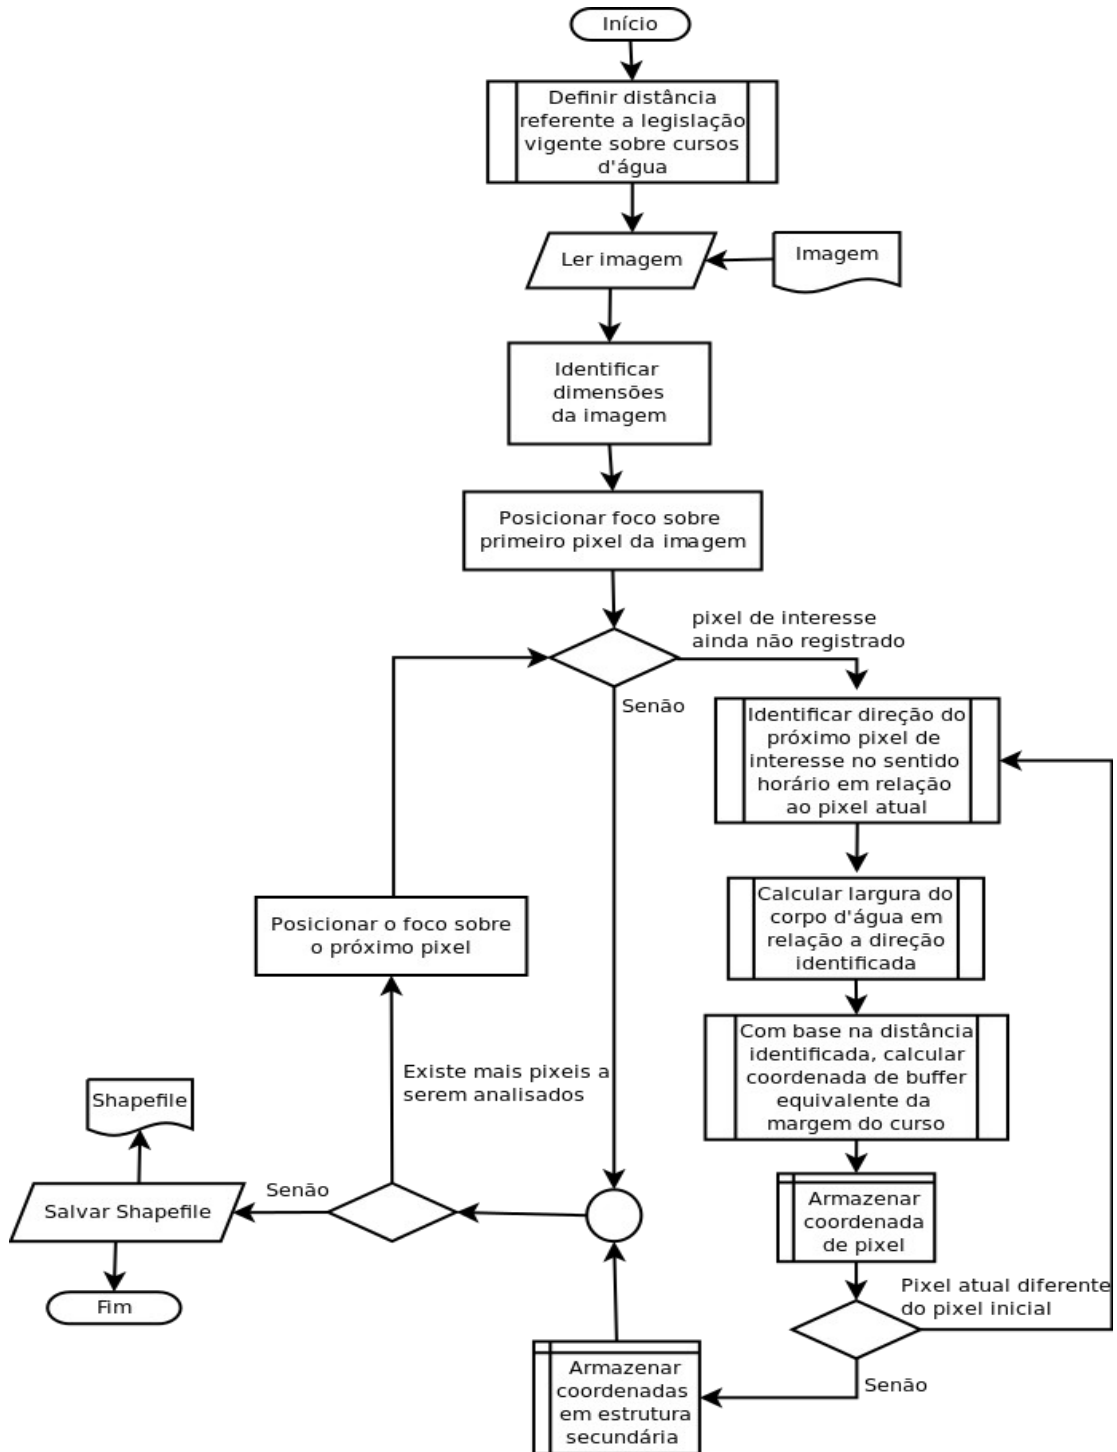 Início
Definir distância
referente a legislação
vigente sobre cursos
d'água
Ler imagem
Imagem
Identificar
dimensões
da imagem
Posicionar foco sobre
primeiro pixel da imagem
pixel de interesse
ainda não registrado
Senão
Identificar direção do
próximo pixel de
interesse no sentido
horário em relação
ao pixel atual
Calcular largura do
corpo d'água em
relação a direção
identificada
Com base na distância
identificada, calcular
coordenada de buffer
equivalente da
margem do curso
Armazenar
coordenada
de pixel
Pixel atual diferente
do pixel inicial
Senão
Armazenar
coordenadas
em estrutura
secundária
Posicionar o foco sobre
o próximo pixel
Existe mais pixeis a
serem analisados
Senão
Shapefile
Salvar Shapefile
Fim